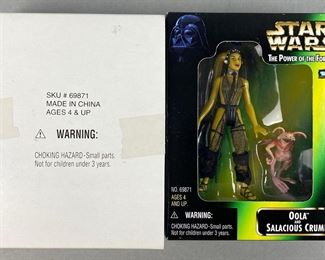 SKU # 69871
MADE IN CHINA
AGES 4 & UP
⚠ WARNING:
CHOKING HAZARD-Small parts.
Not for children under 3 years.
STAR
WARS
THE POWER OF THE
NO. 69871
AGES 4
AND UP.
⚠ WARNING:
CHOKING HAZARD-Small parts.
Not for children under 3 years.
OOLA
AND
SALACIOUS CRUM